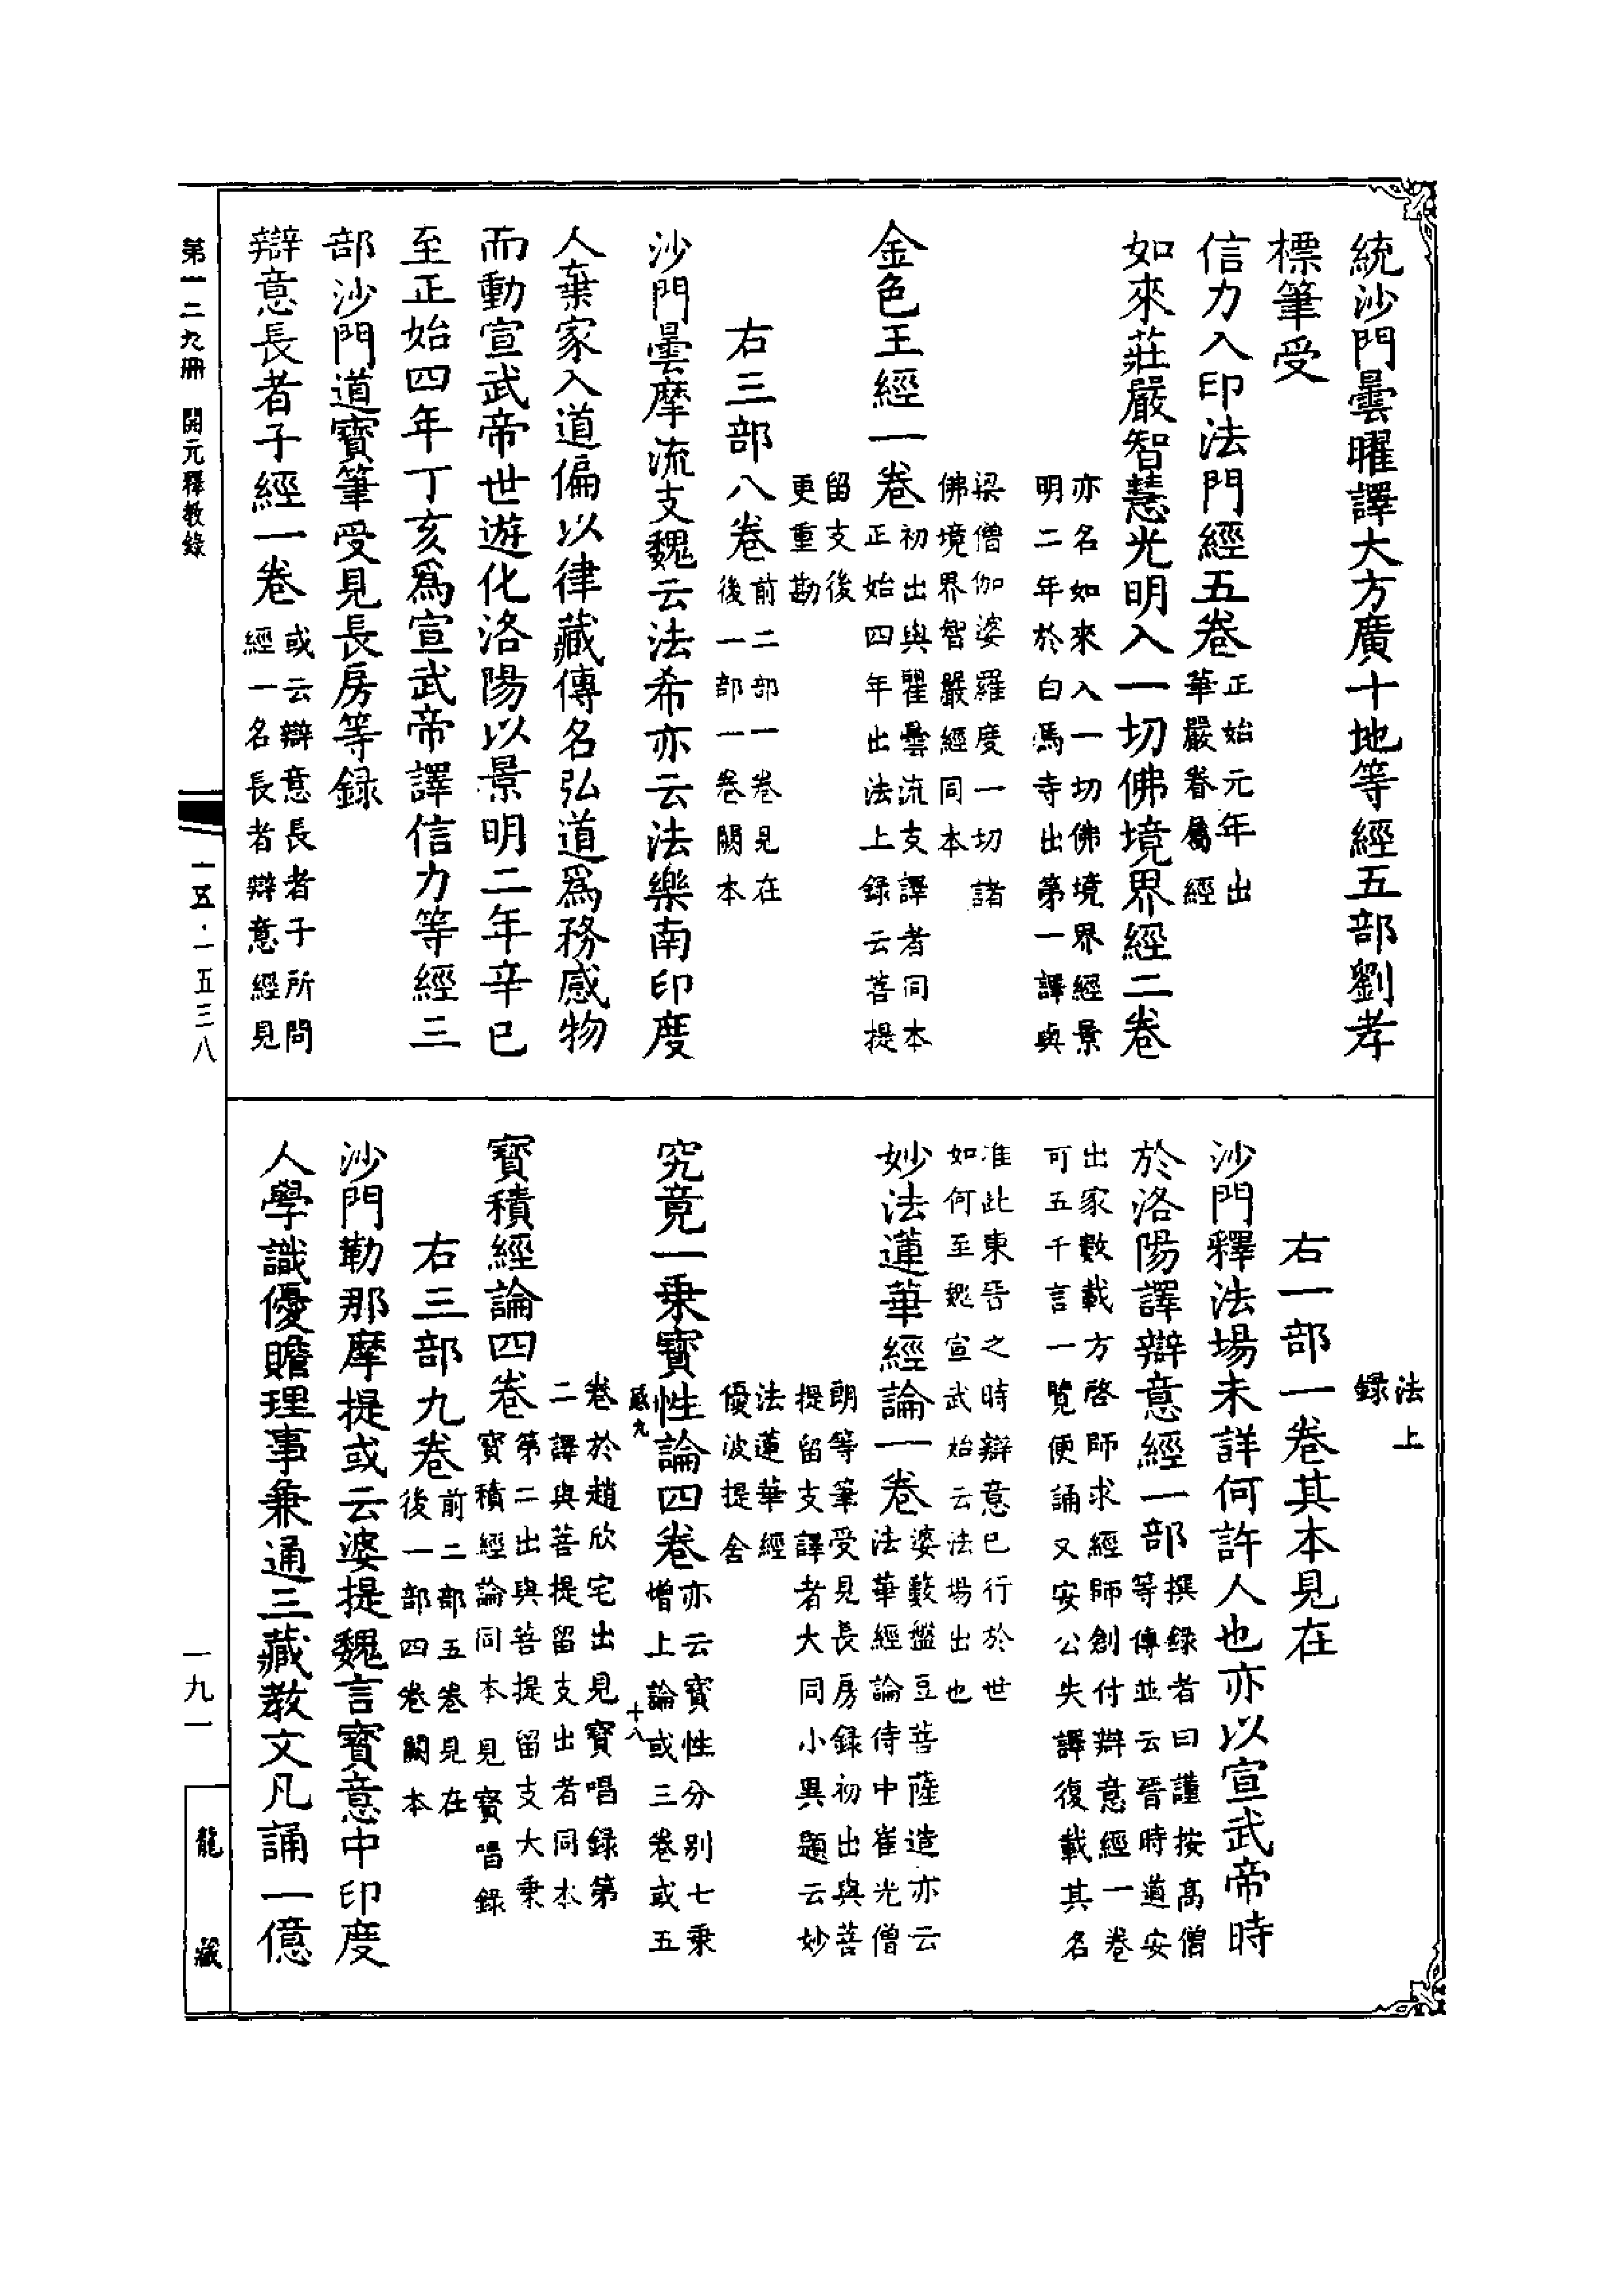 統沙門曇曜譯大方廣十地等經五部劉孝
標筆受
信力入印法門經五卷
正始元年出
華嚴眷屬經
如來莊嚴智慧光明入一切佛境界經二卷
亦名如來入一切佛境界經景
明二年於白馬寺出第一譯與
梁僧伽婆羅度一切諸
佛境界智嚴經同本
金色王經一卷
初出與瞿曇流支譯者同本
正始四年出法上録云菩提
留支後
更重勘
右三部八卷
前二部一卷見在
後一部一卷闕本
沙門曇摩流支魏云法希亦云法樂南印度
人棄家入道偏以律藏傳名弘道爲務感物
而動宣武帝世遊化洛陽以景明二年辛巳
至正始四年丁亥爲宣武帝譯信力等經三
部沙門道寶筆受見長房等録
辯意長者子經一卷
或云辯意長者子所問
經一名長者辯意經見
法上
録
右一部一卷其本見在
沙門釋法場未詳何許人也亦以宣武帝時
於洛陽譯辯意經一部
撰録者曰謹按高僧
等傳並云晉時道安
出家數載方啓師求經師創付辯意經一卷
可五千言一覽便誦又安公失譯復載其名
准此東晉之時辯意已行於世
如何至魏宣武始云法場出也
妙法蓮華經論一卷
婆藪槃豆菩薩造亦云
法華經論侍中崔光僧
朗等筆受見長房録初出與菩
提留支譯者大同小異題云妙
法蓮華經
優波提舍
究竟一乗寶性論四卷
亦云寶性分別七乗
增上論或三卷或五
感九
十八
卷於趙欣宅出見寶唱録第
二譯與菩提留支出者同本
寶積經論四卷
第二出與菩提留支大乗
寶積經論同本見寶唱錄
右三部九卷
前二部五卷見在
後一部四卷闕本
沙門勒那摩提或云婆提魏言寶意中印度
人學識優贍理事兼通三藏教文凡誦一億
第一二九冊 開元釋教錄
一五·一五三八
一九一
龍藏